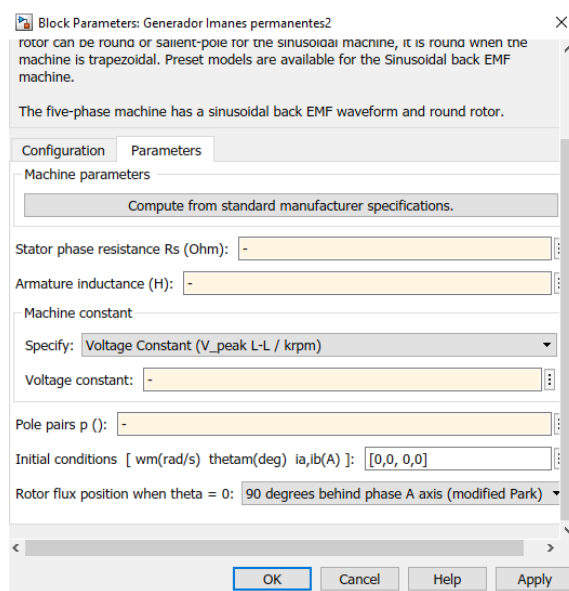 Block Parameters: Generador Imanes permanentes2
rotor can be round or salient-pole for the sinusoidal machine, it is round when the
machine is trapezoidal. Preset models are available for the Sinusoidal back EMF
machine.
The five-phase machine has a sinusoidal back EMF waveform and round rotor.
Configuration Parameters
Machine parameters
Compute from standard manufacturer specifications.
Stator phase resistance Rs (Ohm): -
Armature inductance (H): -
Machine constant
Specify: Voltage Constant (V_peak L-L / krpm)
Voltage constant: -
Pole pairs p (): -
Initial conditions [ wm(rad/s) thetam(deg) ia,ib(A) ]: [0,0, 0,0]
Rotor flux position when theta = 0: 90 degrees behind phase A axis (modified Park)
OK Cancel Help Apply